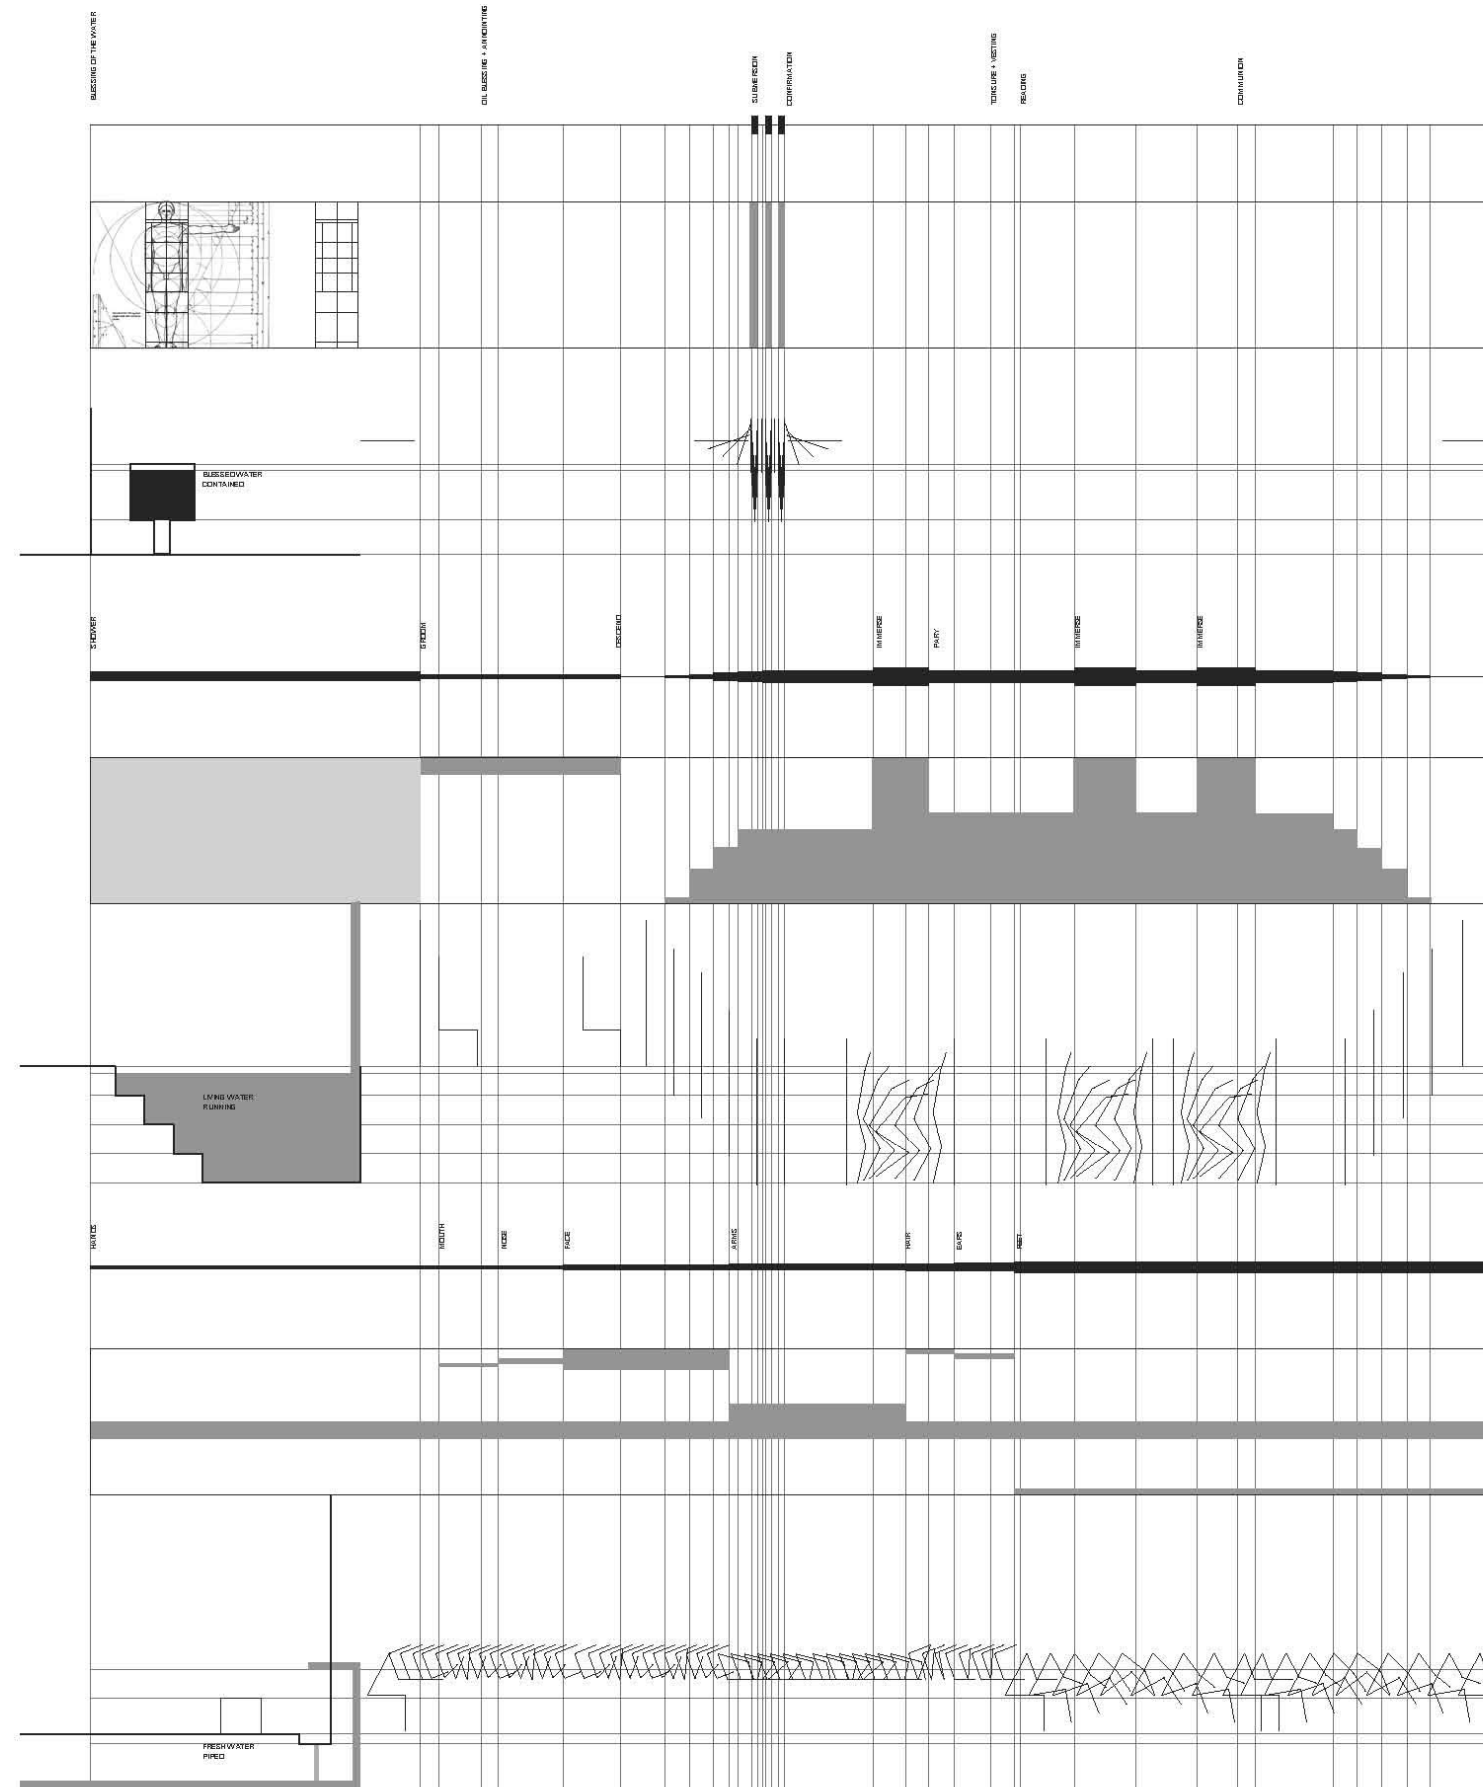 BLESSING OF THE WATER
OIL BLESSING + ANNOINTING
SUBMERSION
CONFIRMATION
TONSURE + VESTING
READING
COMMUNION
BLESSED WATER
CONTAINED
SHOWER
GROOM
DESCEND
IMMERSE
PARY
IMMERSE
IMMERSE
LIVING WATER
RUNNING
HANDS
MOUTH
NOSE
FACE
ARMS
HAIR
EARS
FEET
FRESH WATER
PIPED